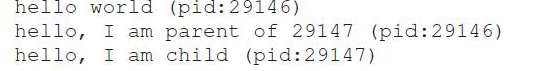 hello world (pid:29146)
hello, I am parent of 29147 (pid:29146)
hello, I am child (pid:29147)